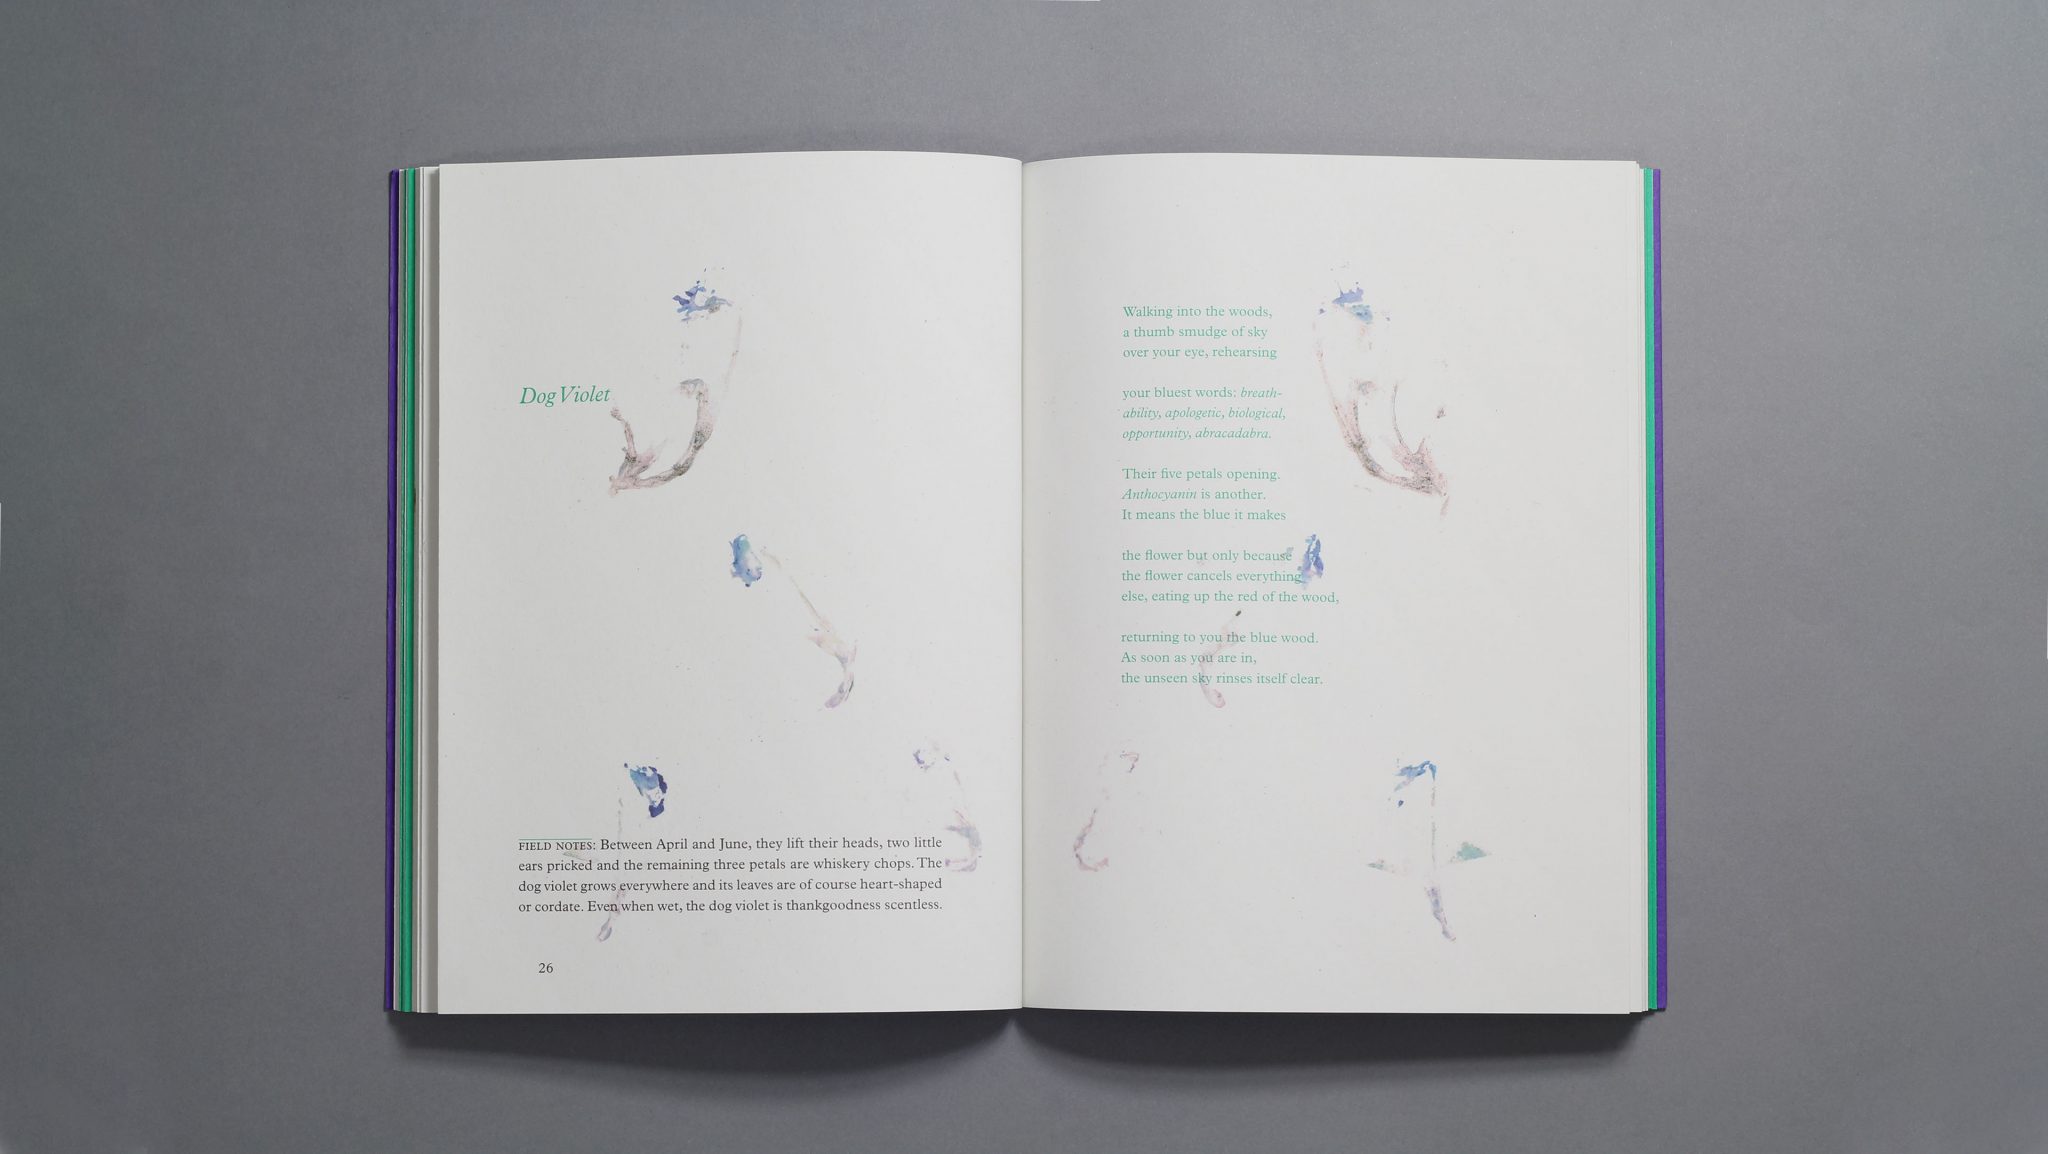 Dog Violet
FIELD NOTES: Between April and June, they lift their heads, two little
ears pricked and the remaining three petals are whiskery chops. The
dog violet grows everywhere and its leaves are of course heart-shaped
or cordate. Even when wet, the dog violet is thankgoodness scentless.
26
Walking into the woods,
a thumb smudge of sky
over your eye, rehearsing
your bluest words: breath-
ability, apologetic, biological,
opportunity, abracadabra.
Their five petals opening.
Anthocyanin is another.
It means the blue it makes
the flower but only because
the flower cancels everything
else, eating up the red of the wood,
returning to you the blue wood.
As soon as you are in,
the unseen sky rinses itself clear.